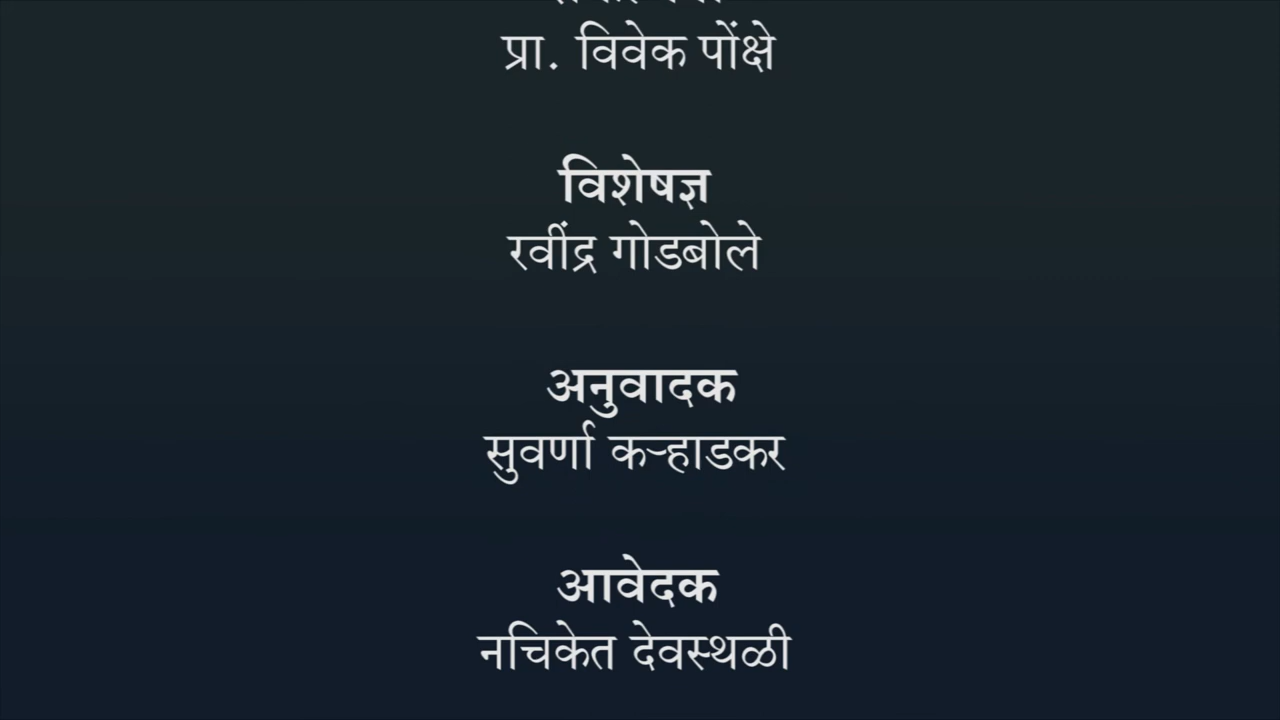 प्रा. विवेक पोंक्षे
विशेषज्ञ
रवींद्र गोडबोले
अनुवादक
सुवर्णा कऱ्हाडकर
आवेदक
नचिकेत देवस्थळी